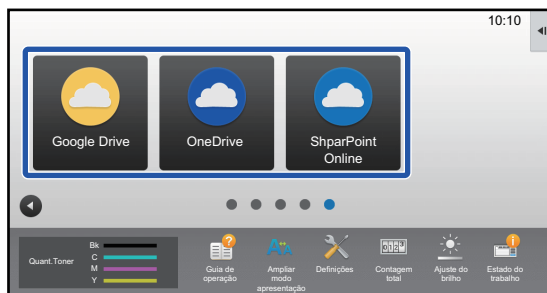 10:10
Google Drive
OneDrive
ShparPoint
Online
Quant.Toner
Bk
C
M
Y
Guia de
operação
Ampliar
modo
apresentação
Definições
Contagem
total
Ajuste do
brilho
Estado do
trabalho